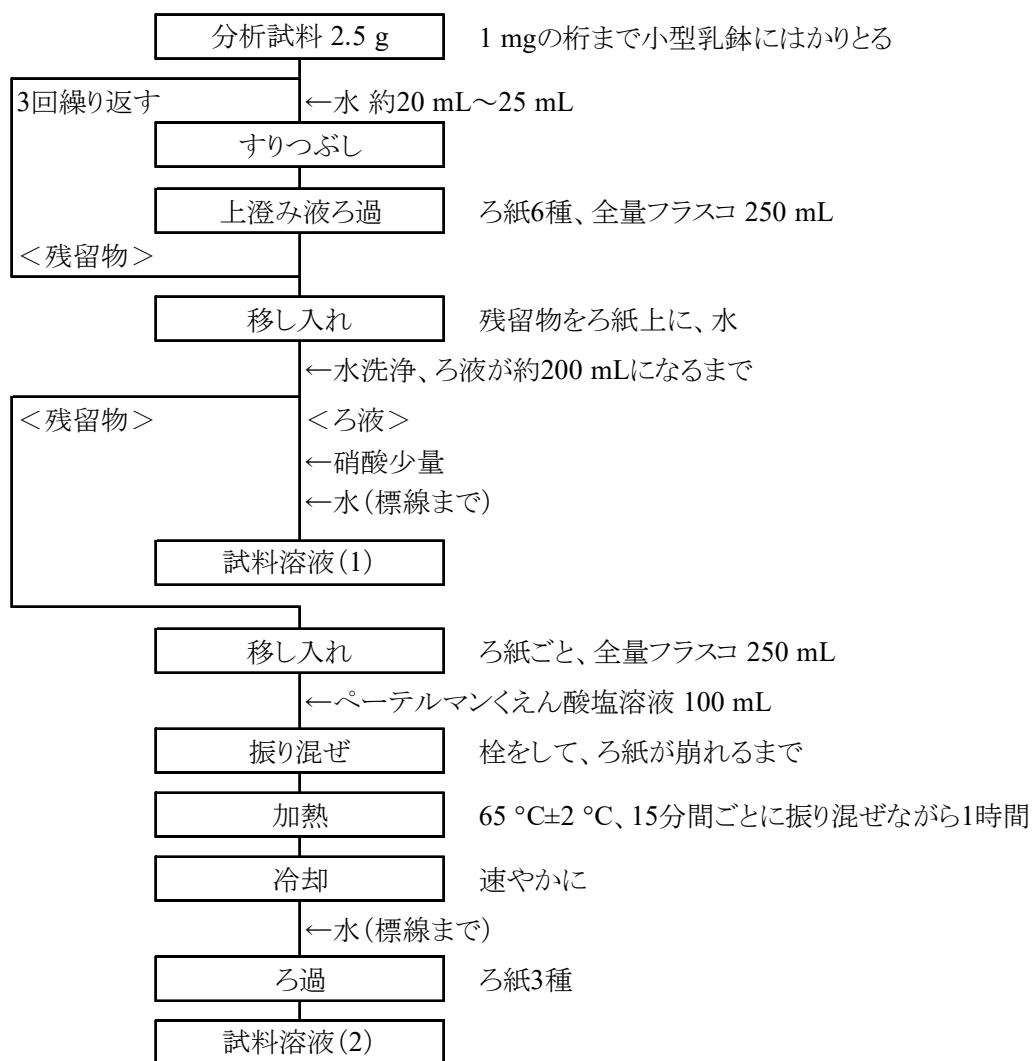 分析試料 2.5 g 1 mgの桁まで小型乳鉢にはかりとる
3回繰り返す ←水 約20 mL～25 mL
すりつぶし
上澄み液ろ過 ろ紙6種、全量フラスコ 250 mL
＜残留物＞
移し入れ 残留物をろ紙上に、水
←水洗浄、ろ液が約200 mLになるまで
＜残留物＞ ＜ろ液＞
←硝酸少量
←水（標線まで）
試料溶液（1）
移し入れ ろ紙ごと、全量フラスコ 250 mL
←ペーテルマンくえん酸塩溶液 100 mL
振り混ぜ 栓をして、ろ紙が崩れるまで
加熱 65 °C±2 °C、15分間ごとに振り混ぜながら1時間
冷却 速やかに
←水（標線まで）
ろ過 ろ紙3種
試料溶液（2）